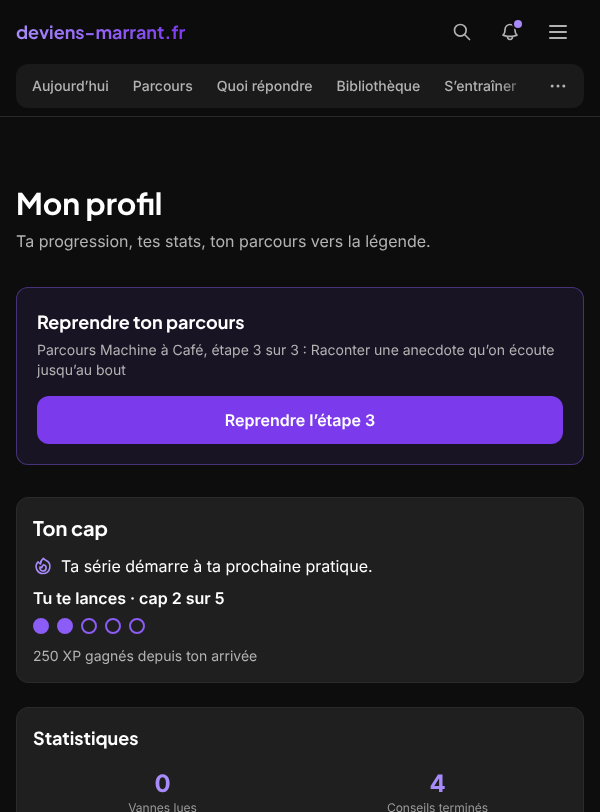 deviens-marrant.fr
Aujourd’hui
Parcours
Quoi répondre
Bibliothèque
S’entraîner
Mon profil
Ta progression, tes stats, ton parcours vers la légende.
Reprendre ton parcours
Parcours Machine à Café, étape 3 sur 3 : Raconter une anecdote qu’on écoute
jusqu’au bout
Reprendre l’étape 3
Ton cap
Ta série démarre à ta prochaine pratique.
Tu te lances · cap 2 sur 5
250 XP gagnés depuis ton arrivée
Statistiques
0
4
Vannes lues
Conseils terminés